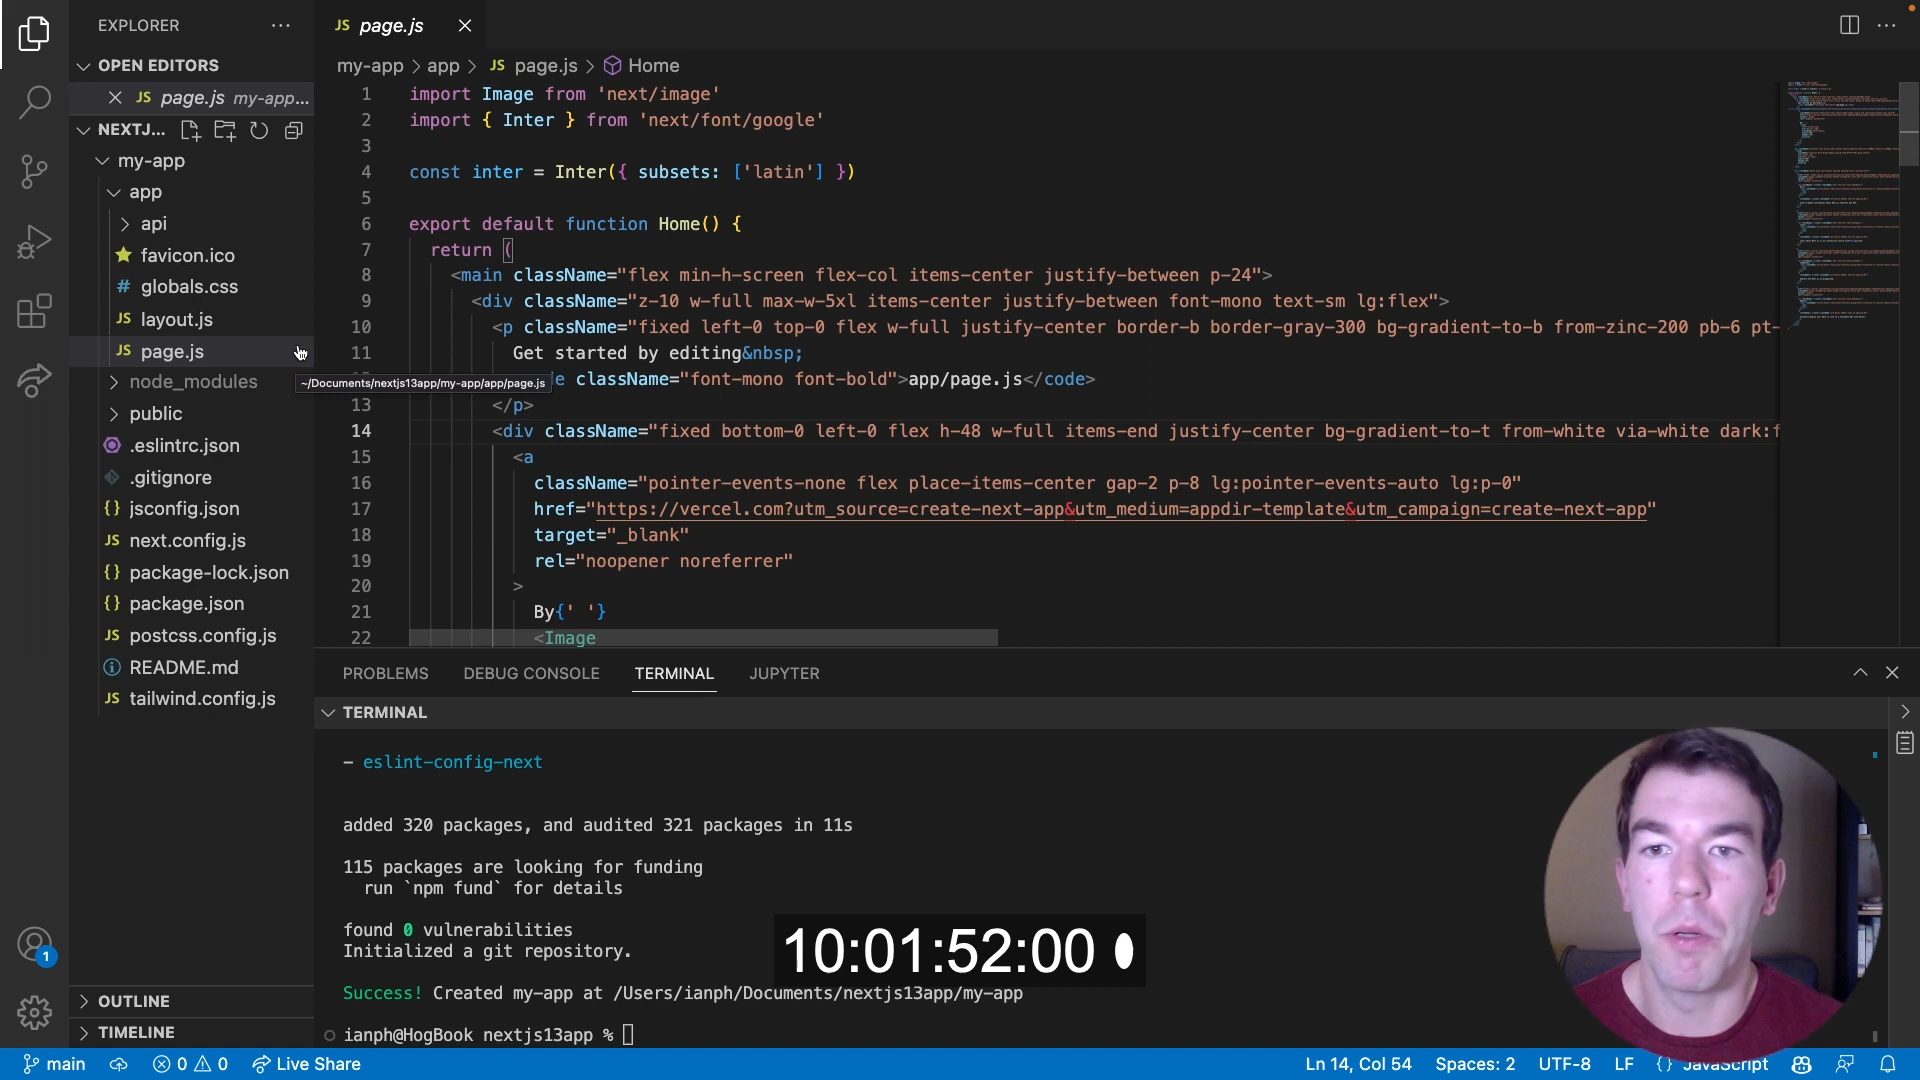 EXPLORER
OPEN EDITORS
JS page.js my-app...
NEXTJ...
my-app
app
api
favicon.ico
# globals.css
JS layout.js
JS page.js
node_modules
public
.eslintrc.json
.gitignore
{} jsconfig.json
JS next.config.js
{} package-lock.json
{} package.json
JS postcss.config.js
README.md
JS tailwind.config.js
OUTLINE
TIMELINE
1
JS page.js
my-app > app > JS page.js > Home
1 import Image from 'next/image'
2 import { Inter } from 'next/font/google'
3
4 const inter = Inter({ subsets: ['latin'] })
5
6 export default function Home() {
7 return (
8 <main className="flex min-h-screen flex-col items-center justify-between p-24">
9 <div className="z-10 w-full max-w-5xl items-center justify-between font-mono text-sm lg:flex">
10 <p className="fixed left-0 top-0 flex w-full justify-center border-b border-gray-300 bg-gradient-to-b from-zinc-200 pb-6 pt-
11 Get started by editing&nbsp;
e className="font-mono font-bold">app/page.js</code>
~/Documents/nextjs13app/my-app/app/page.js
13 </p>
14 <div className="fixed bottom-0 left-0 flex h-48 w-full items-end justify-center bg-gradient-to-t from-white via-white dark:f
15 <a
16 className="pointer-events-none flex place-items-center gap-2 p-8 lg:pointer-events-auto lg:p-0"
17 href="https://vercel.com?utm_source=create-next-app&utm_medium=appdir-template&utm_campaign=create-next-app"
18 target="_blank"
19 rel="noopener noreferrer"
20 >
21 By{' '}
22 <Image
PROBLEMS DEBUG CONSOLE TERMINAL JUPYTER
TERMINAL
– eslint-config-next
added 320 packages, and audited 321 packages in 11s
115 packages are looking for funding
run `npm fund` for details
found 0 vulnerabilities
Initialized a git repository.
10:01:52:00
Success! Created my-app at /Users/ianph/Documents/nextjs13app/my-app
ianph@HogBook nextjs13app %
main 0 0 Live Share
Ln 14, Col 54 Spaces: 2 UTF-8 LF {} JavaScript